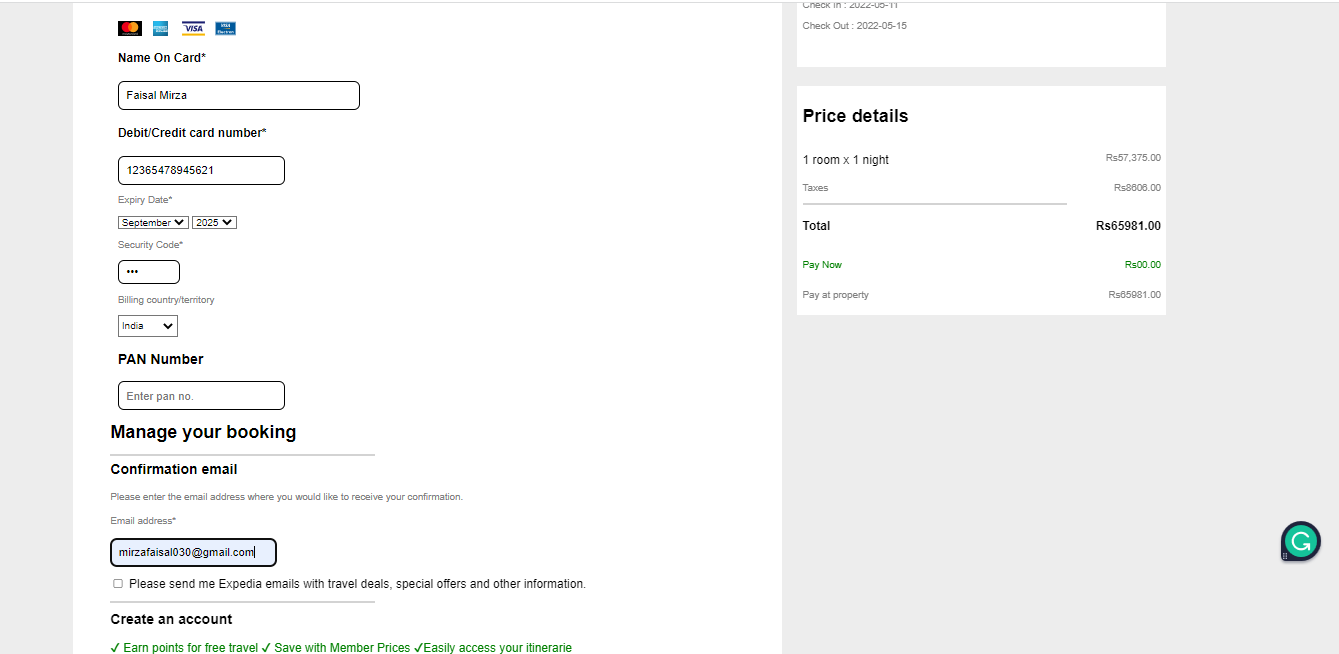 VISA
VISA
Electron
Name On Card*
Faisal Mirza
Debit/Credit card number*
12365478945621
Expiry Date*
September 2025
Security Code*
•••
Billing country/territory
India
PAN Number
Enter pan no.
Manage your booking
Confirmation email
Please enter the email address where you would like to receive your confirmation.
Email address*
mirzafaisal030@gmail.com
Please send me Expedia emails with travel deals, special offers and other information.
Create an account
✓ Earn points for free travel ✓ Save with Member Prices ✓Easily access your itinerarie
Check In : 2022-05-11
Check Out : 2022-05-15
Price details
1 room x 1 night Rs57,375.00
Taxes Rs8606.00
Total Rs65981.00
Pay Now Rs00.00
Pay at property Rs65981.00
G